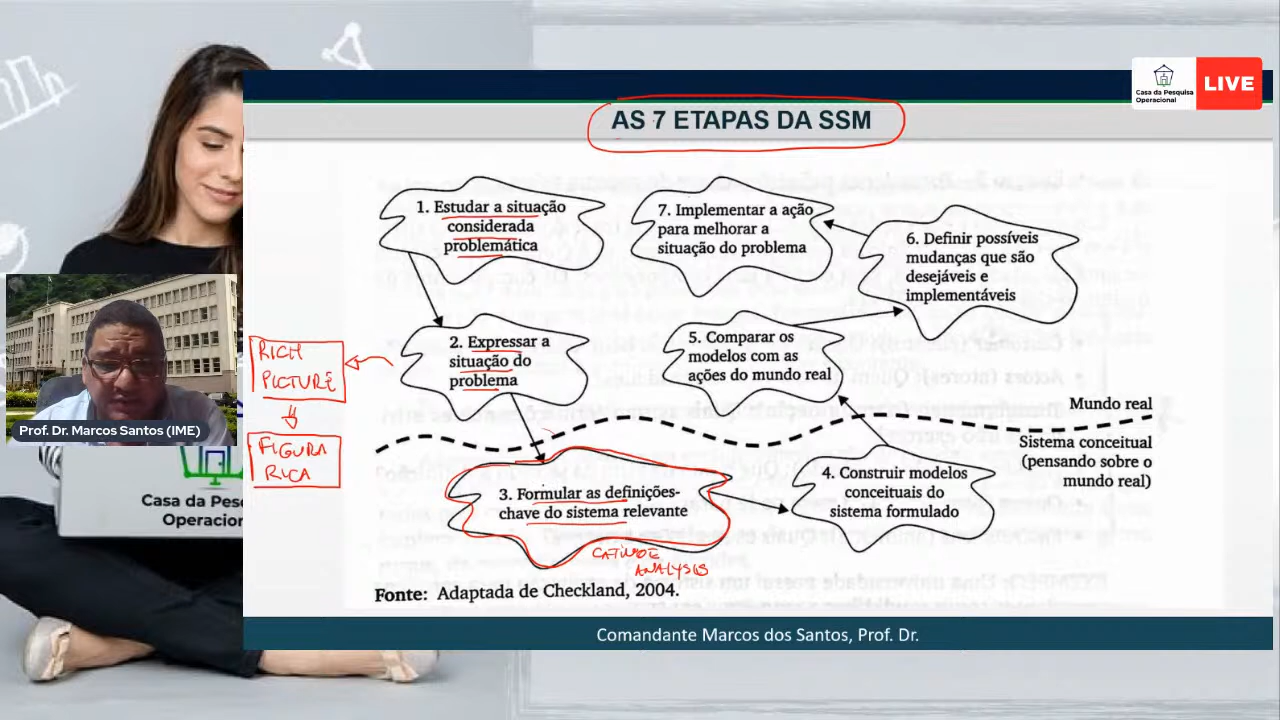 Casa da Pesquisa
Operacional
LIVE
AS 7 ETAPAS DA SSM
1. Estudar a situação
considerada
problemática
7. Implementar a ação
para melhorar a
situação do problema
6. Definir possíveis
mudanças que são
desejáveis e
implementáveis
2. Expressar a
situação do
problema
5. Comparar os
modelos com as
ações do mundo real
RICH
PICTURE
FIGURA
RICA
Mundo real
Sistema conceitual
(pensando sobre o
mundo real)
3. Formular as definições-
chave do sistema relevante
4. Construir modelos
conceituais do
sistema formulado
ANALYSIS
Fonte: Adaptada de Checkland, 2004.
Comandante Marcos dos Santos, Prof. Dr.
Prof. Dr. Marcos Santos (IME)
Casa da
Operacion